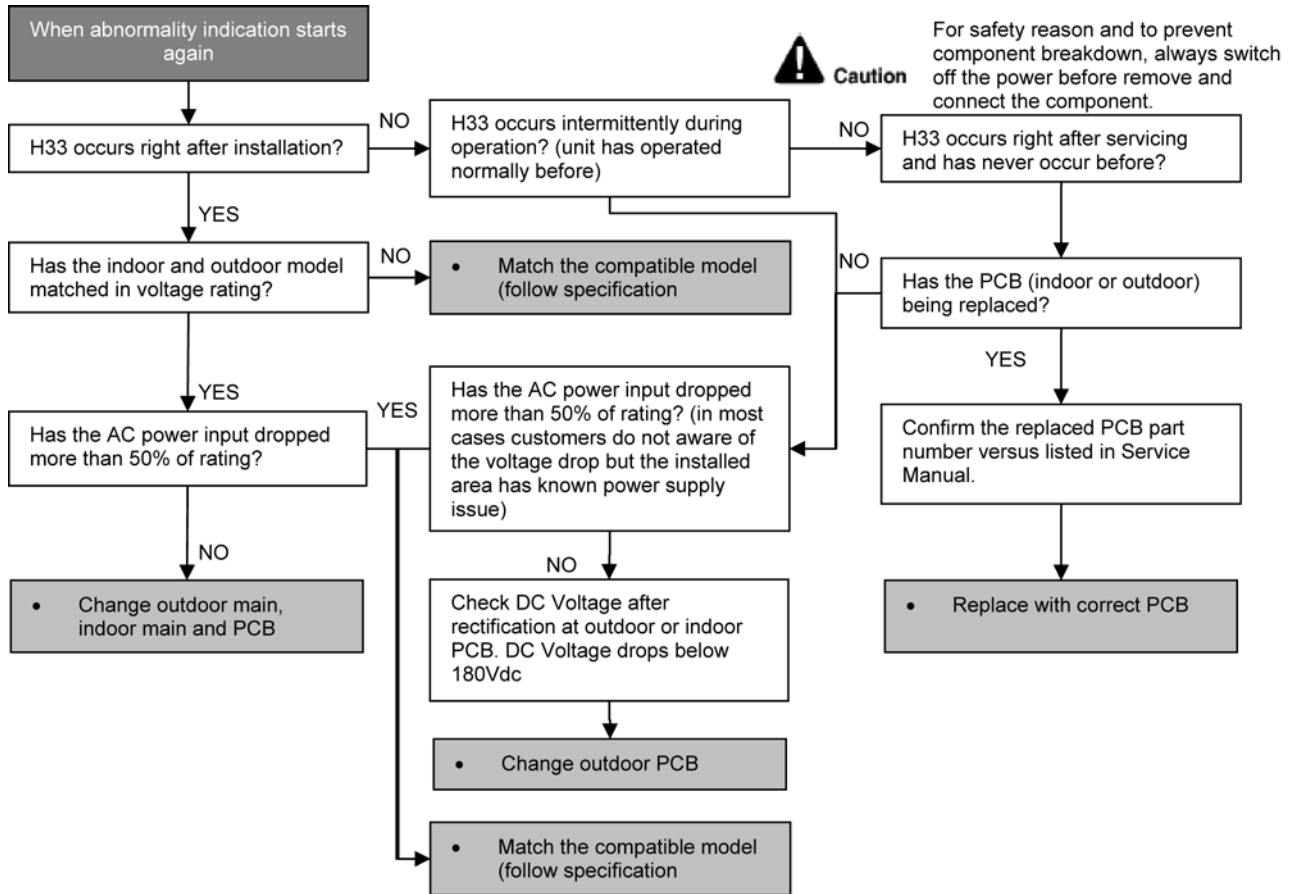 When abnormality indication starts
again
Caution
For safety reason and to prevent
component breakdown, always switch
off the power before remove and
connect the component.
H33 occurs right after installation?
NO
H33 occurs intermittently during
operation? (unit has operated
normally before)
NO
H33 occurs right after servicing
and has never occur before?
YES
Has the indoor and outdoor model
matched in voltage rating?
NO
• Match the compatible model
(follow specification
NO
Has the PCB (indoor or outdoor)
being replaced?
YES
YES
Has the AC power input dropped
more than 50% of rating?
YES
Has the AC power input dropped
more than 50% of rating? (in most
cases customers do not aware of
the voltage drop but the installed
area has known power supply
issue)
Confirm the replaced PCB part
number versus listed in Service
Manual.
NO
NO
• Change outdoor main,
indoor main and PCB
Check DC Voltage after
rectification at outdoor or indoor
PCB. DC Voltage drops below
180Vdc
• Replace with correct PCB
• Change outdoor PCB
• Match the compatible model
(follow specification